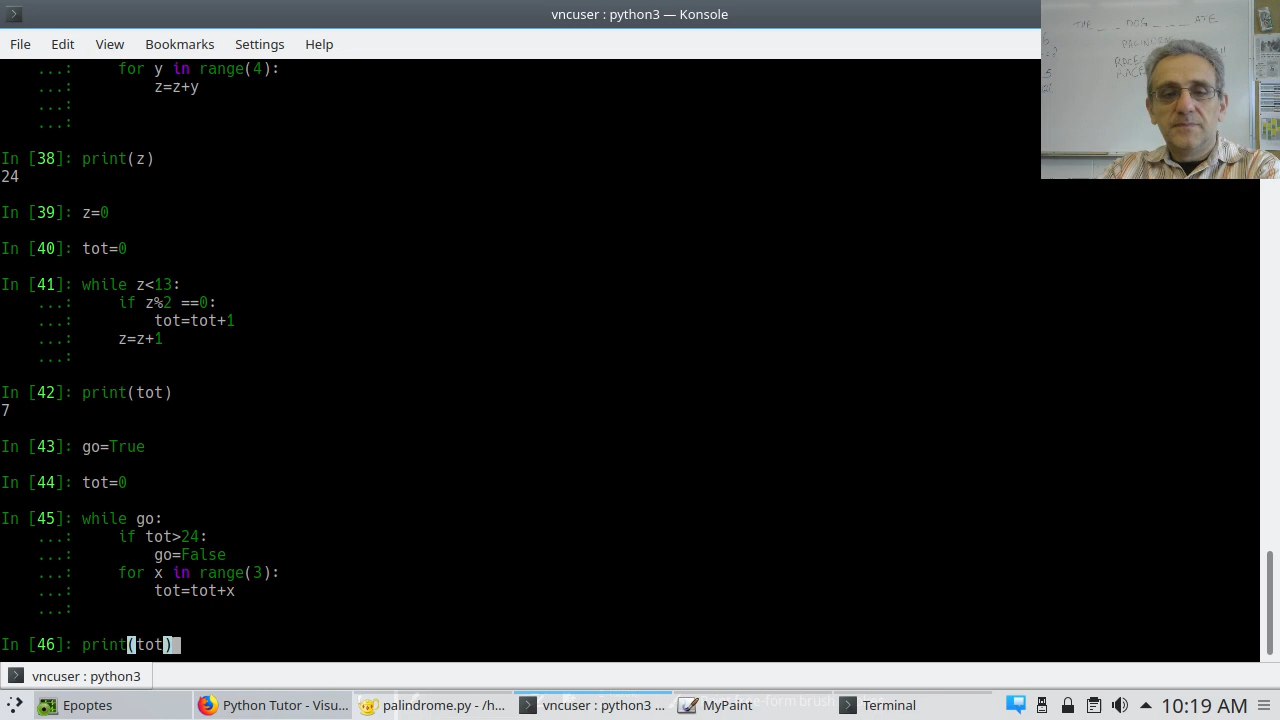 vncuser : python3 — Konsole
File Edit View Bookmarks Settings Help
THE _ _ DOG _ _ _ ATE
...: for y in range(4):
...: z=z+y
...:
...:
In [38]: print(z)
24
In [39]: z=0
In [40]: tot=0
In [41]: while z<13:
...: if z%2 ==0:
...: tot=tot+1
...: z=z+1
...:
In [42]: print(tot)
7
In [43]: go=True
In [44]: tot=0
In [45]: while go:
...: if tot>24:
...: go=False
...: for x in range(3):
...: tot=tot+x
...:
In [46]: print(tot)
vncuser : python3
Epoptes Python Tutor - Visu... palindrome.py - /h... vncuser : python3 ... MyPaint Terminal 10:19 AM